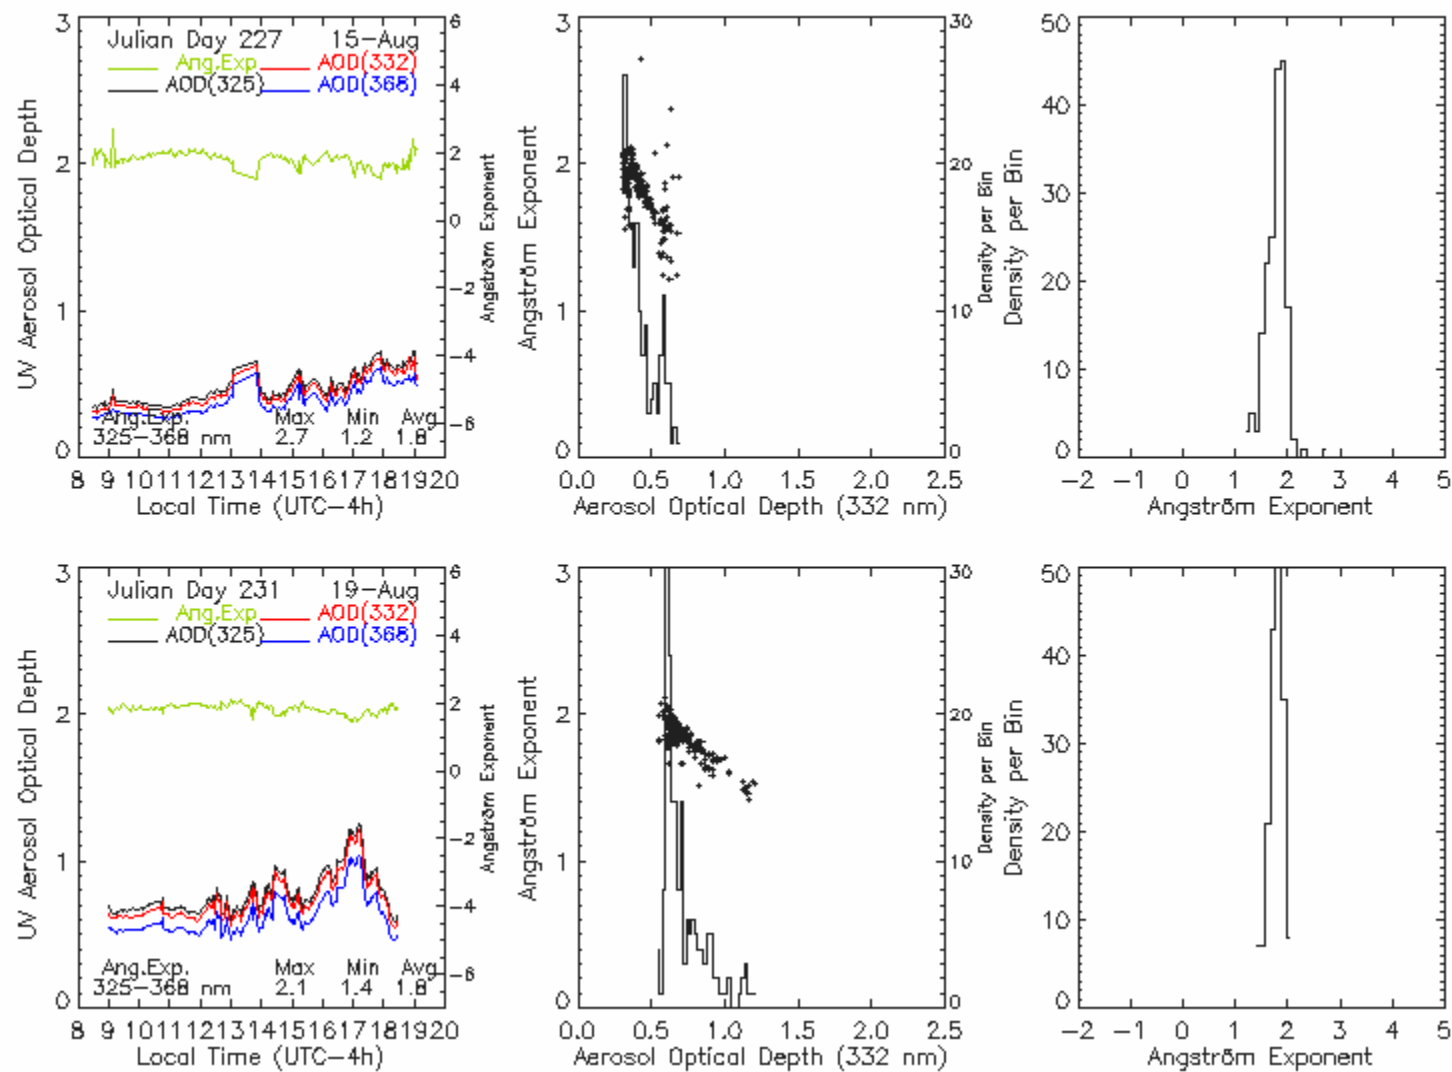 Julian Day 227 15-Aug
Ang.Exp AOD(332)
AOD(325) AOD(368)
UV Aerosol Optical Depth
3
2
1
0
6
4
2
0
-2
-4
-6
Angström Exponent
Ang.Exp. Max Min Avg
325-368 nm 2.7 1.2 1.8
8 9 10 11 12 13 14 15 16 17 18 19 20
Local Time (UTC-4h)
Angström Exponent
3
2
1
0
30
20
10
0
Density per Bin
0.0 0.5 1.0 1.5 2.0 2.5
Aerosol Optical Depth (332 nm)
Density per Bin
50
40
30
20
10
0
-2 -1 0 1 2 3 4 5
Angström Exponent
Julian Day 231 19-Aug
Ang.Exp AOD(332)
AOD(325) AOD(368)
UV Aerosol Optical Depth
3
2
1
0
6
4
2
0
-2
-4
-6
Angström Exponent
Ang.Exp. Max Min Avg
325-368 nm 2.1 1.4 1.8
8 9 10 11 12 13 14 15 16 17 18 19 20
Local Time (UTC-4h)
Angström Exponent
3
2
1
0
30
20
10
0
Density per Bin
0.0 0.5 1.0 1.5 2.0 2.5
Aerosol Optical Depth (332 nm)
Density per Bin
50
40
30
20
10
0
-2 -1 0 1 2 3 4 5
Angström Exponent